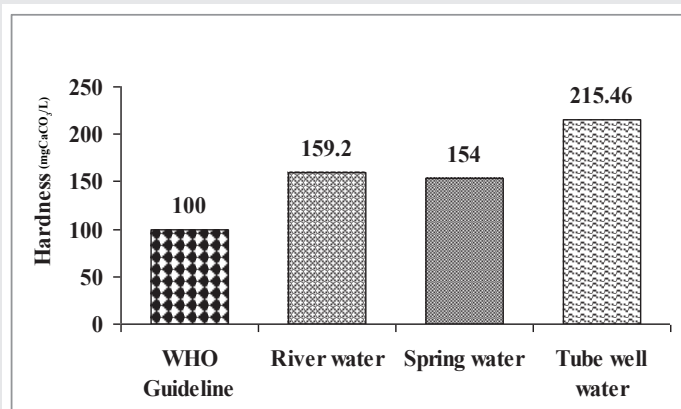 250
200
150
100
50
0
Hardness (mgCaCO3/L)
100
159.2
154
215.46
WHO
Guideline
River water
Spring water
Tube well
water